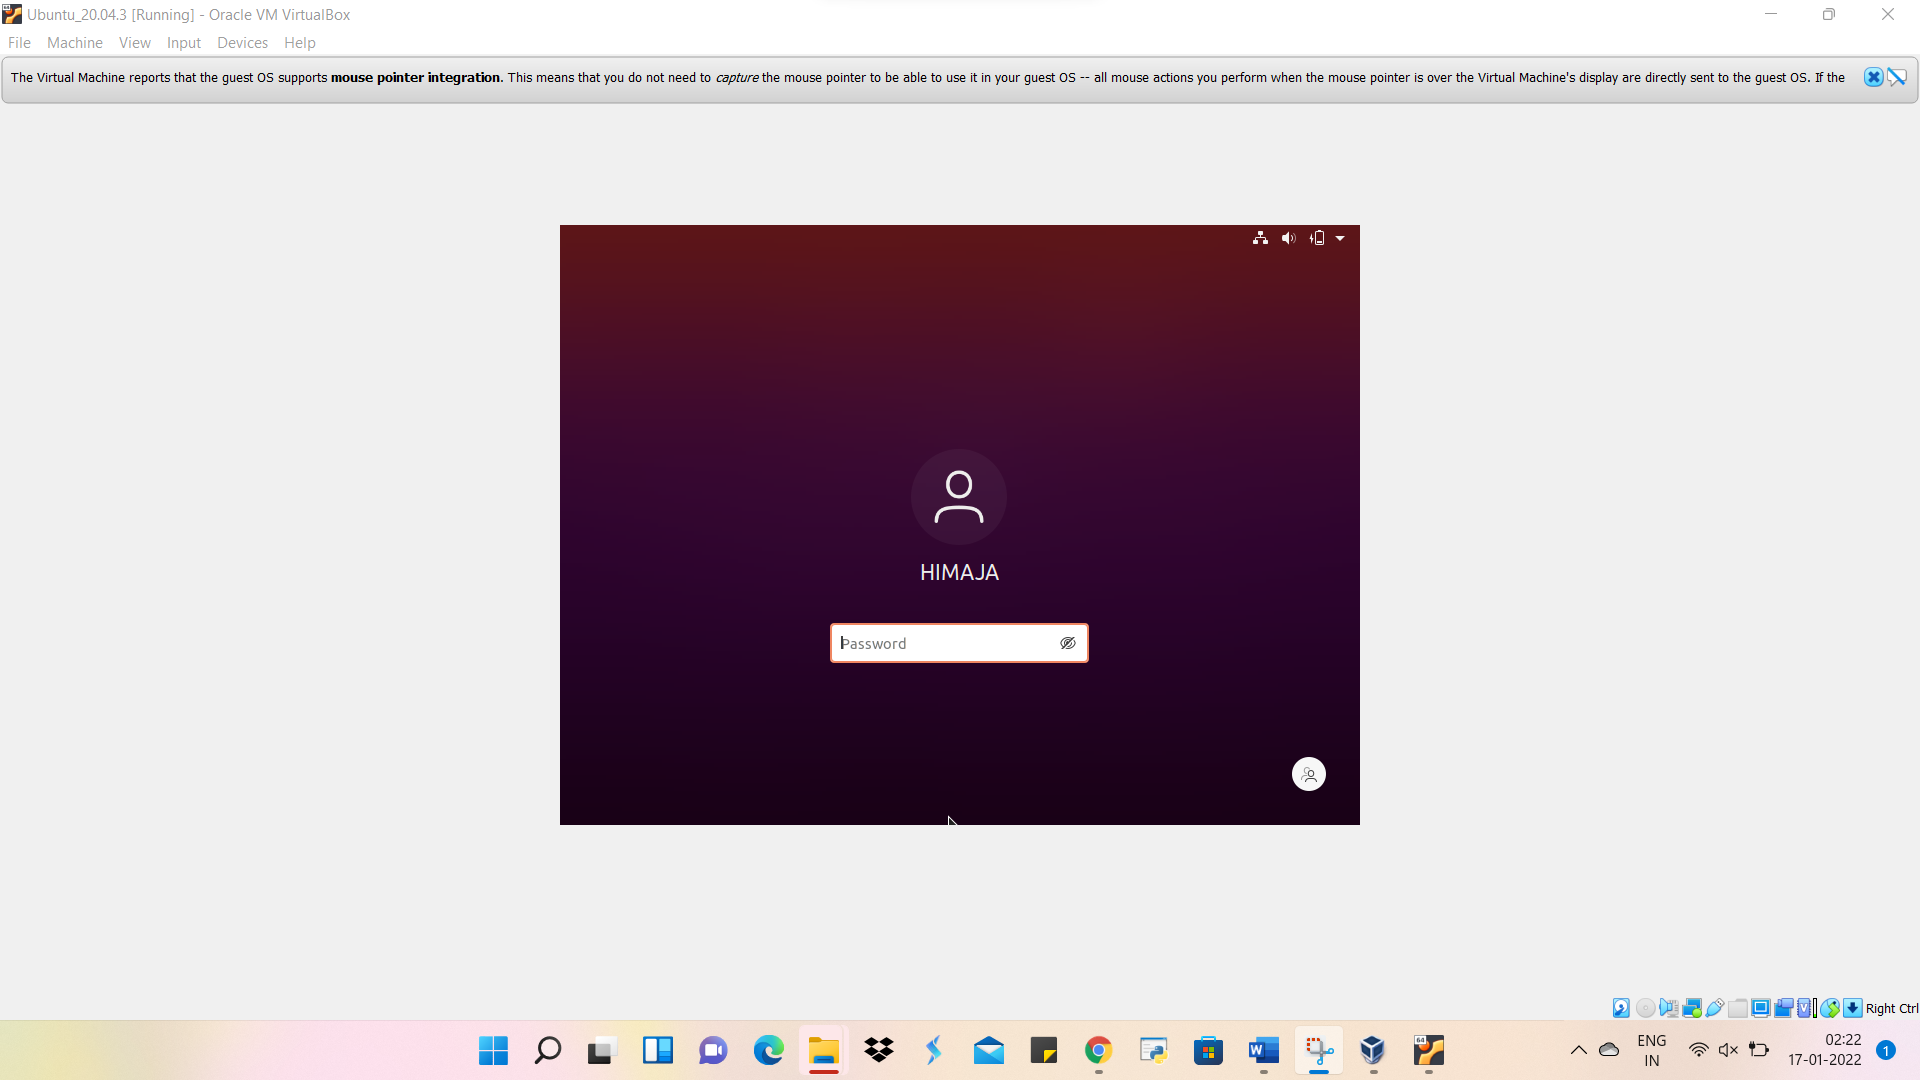 Ubuntu_20.04.3 [Running] - Oracle VM VirtualBox
File Machine View Input Devices Help
The Virtual Machine reports that the guest OS supports mouse pointer integration. This means that you do not need to capture the mouse pointer to be able to use it in your guest OS -- all mouse actions you perform when the mouse pointer is over the Virtual Machine's display are directly sent to the guest OS. If the
HIMAJA
Password
Right Ctrl
ENG
IN
02:22
17-01-2022
1